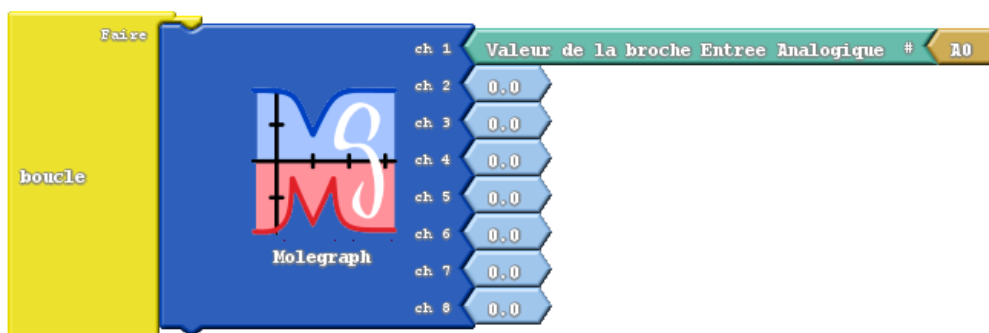 Faire
ch 1 Valeur de la broche Entree Analogique # A0
ch 2 0.0
ch 3 0.0
ch 4 0.0
boucle
ch 5 0.0
ch 6 0.0
Molegraph
ch 7 0.0
ch 8 0.0